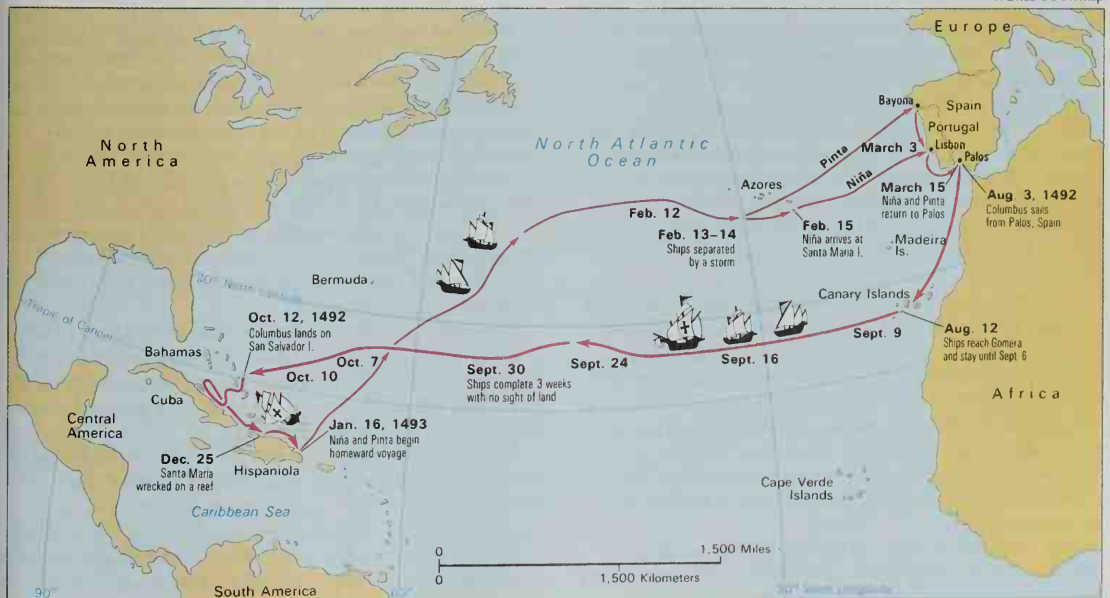 Europe
North
America
North Atlantic
Ocean
Bayona
Spain
Portugal
Lisbon
Palos
Pinta
March 3
Niña
Azores
March 15
Niña and Pinta
return to Palos
Aug. 3, 1492
Columbus sails
from Palos, Spain
Feb. 12
Feb. 13–14
Ships separated
by a storm
Feb. 15
Niña arrives at
Santa Maria I.
Madeira
Is.
Bermuda
Canary Islands
Tropic of Cancer
Oct. 12, 1492
Columbus lands on
San Salvador I.
Aug. 12
Ships reach Gomera
and stay until Sept. 6
Sept. 9
Sept. 16
Sept. 24
Sept. 30
Ships complete 3 weeks
with no sight of land
Oct. 7
Oct. 10
Bahamas
Cuba
Central
America
Africa
Jan. 16, 1493
Niña and Pinta begin
homeward voyage
Dec. 25
Santa Maria
wrecked on a reef
Hispaniola
Cape Verde
Islands
Caribbean Sea
0
1,500 Miles
0
1,500 Kilometers
90°
South America